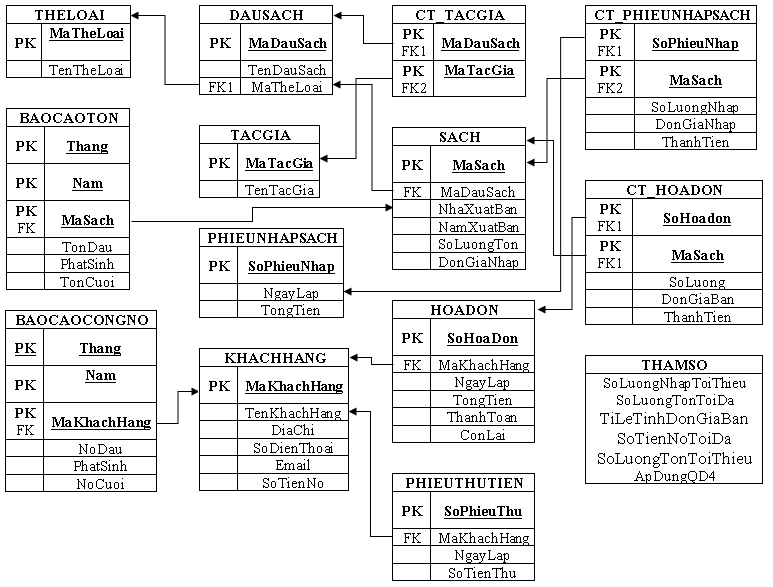 THELOAI
PK MaTheLoai
TenTheLoai
DAUSACH
PK MaDauSach
TenDauSach
FK1 MaTheLoai
CT_TACGIA
PK
FK1 MaDauSach
PK
FK2 MaTacGia
CT_PHIEUNHAPSACH
PK
FK1 SoPhieuNhap
PK
FK2 MaSach
SoLuongNhap
DonGiaNhap
ThanhTien
BAOCAOTON
PK Thang
PK Nam
PK
FK MaSach
TonDau
PhatSinh
TonCuoi
TACGIA
PK MaTacGia
TenTacGia
SACH
PK MaSach
FK MaDauSach
NhaXuatBan
NamXuatBan
SoLuongTon
DonGiaNhap
CT_HOADON
PK
FK1 SoHoadon
PK
FK1 MaSach
SoLuong
DonGiaBan
ThanhTien
PHIEUNHAPSACH
PK SoPhieuNhap
NgayLap
TongTien
BAOCAOCONGNO
PK Thang
PK Nam
PK
FK MaKhachHang
NoDau
PhatSinh
NoCuoi
KHACHHANG
PK MaKhachHang
TenKhachHang
DiaChi
SoDienThoai
Email
SoTienNo
HOADON
PK SoHoaDon
FK MaKhachHang
NgayLap
TongTien
ThanhToan
ConLai
THAMSO
SoLuongNhapToiThieu
SoLuongTonToiDa
TiLeTinhDonGiaBan
SoTienNoToiDa
SoLuongTonToiThieu
ApDungQD4
PHIEUTHUTIEN
PK SoPhieuThu
FK MaKhachHang
NgayLap
SoTienThu